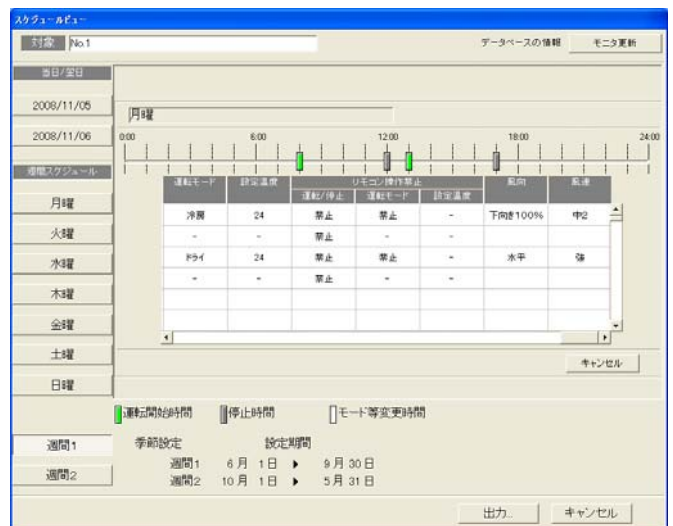 スケジュールビュー
対象 No.1 データベースの情報 モニタ更新
当日/翌日
2008/11/05
2008/11/06
週間スケジュール
月曜
火曜
水曜
木曜
金曜
土曜
日曜
週間1
週間2
月曜
0:00 6:00 12:00 18:00 24:00
運転モード 設定温度 リモコン操作禁止 風向 風速
運転/停止 運転モード 設定温度
冷房 24 禁止 禁止 - 下向き100% 中2
- - 禁止 - -
ドライ 24 禁止 禁止 - 水平 強
- - 禁止 - -
キャンセル
運転開始時間 停止時間 モード等変更時間
季節設定 設定期間
週間1 6月 1日 ▶ 9月 30日
週間2 10月 1日 ▶ 5月 31日
出力... キャンセル